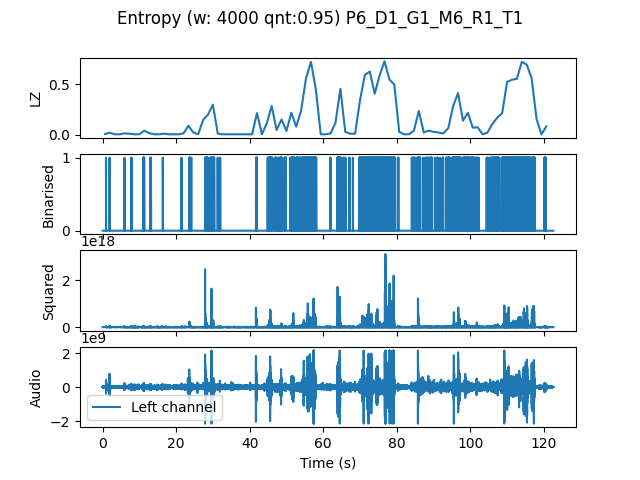 Entropy (w: 4000 qnt:0.95) P6_D1_G1_M6_R1_T1
LZ
0.5
0.0
Binarised
1
0
1e18
Squared
2
0
1e9
Audio
2
0
−2
Left channel
0 20 40 60 80 100 120
Time (s)